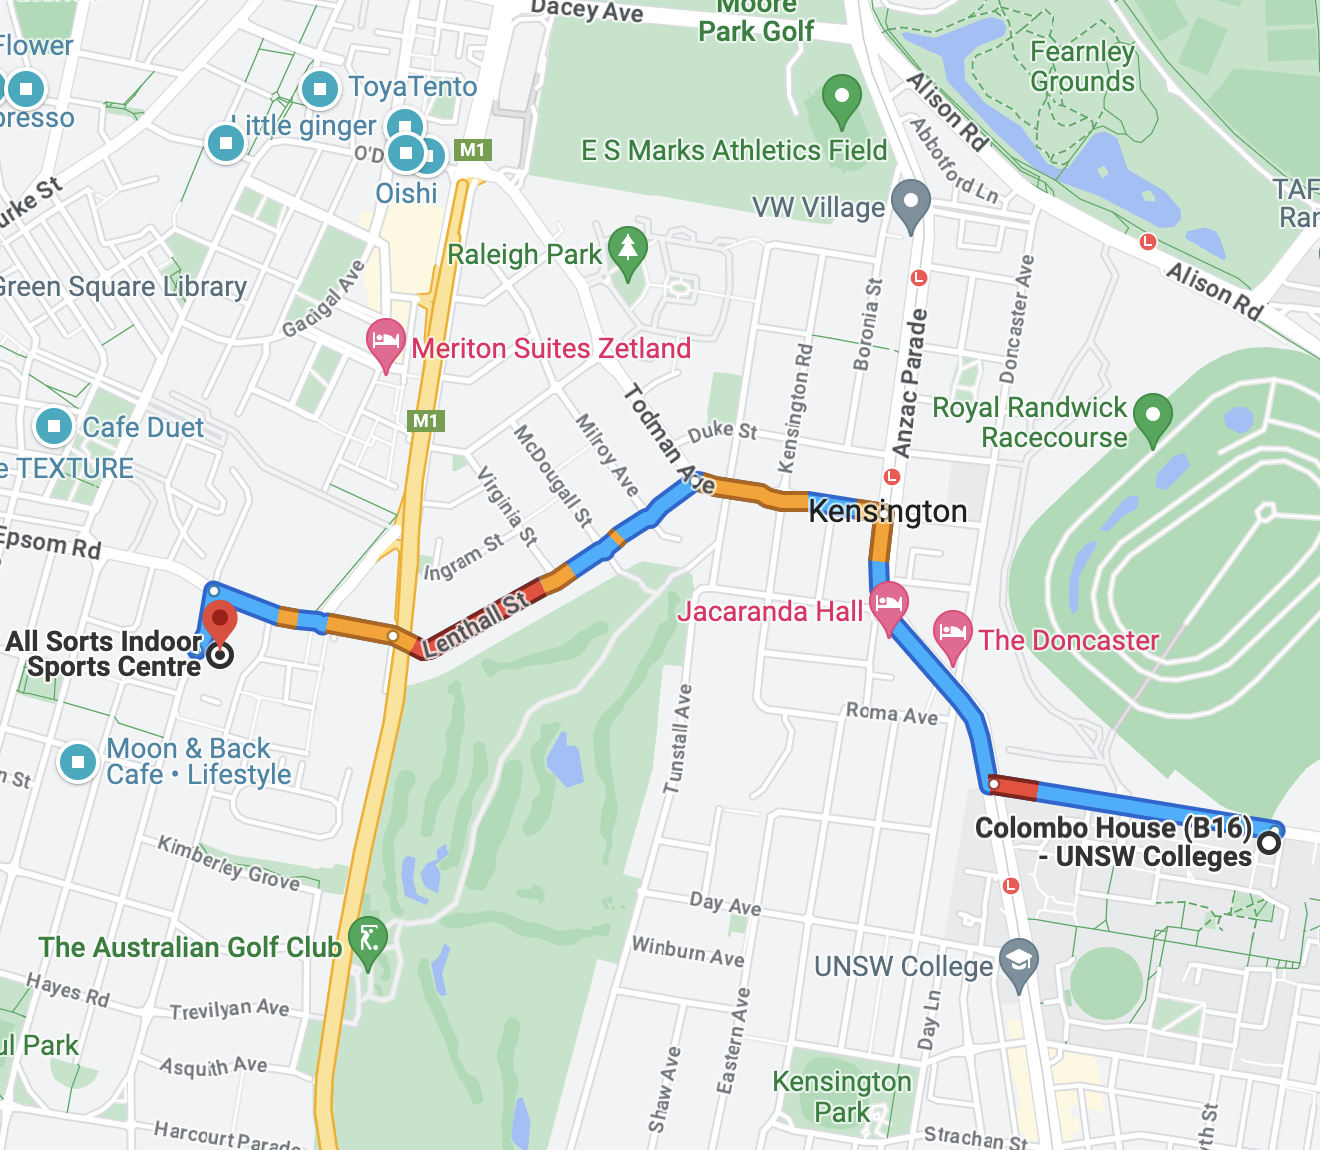 Dacey Ave
Moore
Park Golf
Flower
ToyaTento
Little ginger
presso
M1
O'D
Oishi
E S Marks Athletics Field
Fearnley
Grounds
Alison Rd
Abbotford Ln
VW Village
TAF
Ran
urke St
Raleigh Park
L
L
Alison Rd
Green Square Library
Gadigal Ave
Boronia St
Anzac Parade
Doncaster Ave
Meriton Suites Zetland
Kensington Rd
Royal Randwick
Racecourse
M1
Cafe Duet
e TEXTURE
Todman Ave
Duke St
Milroy Ave
McDougall St
Virginia St
L
Kensington
Epsom Rd
Ingram St
Lenthall St
Jacaranda Hall
The Doncaster
All Sorts Indoor
Sports Centre
Roma Ave
Tunstall Ave
Moon & Back
Cafe • Lifestyle
n St
Colombo House (B16)
- UNSW Colleges
Kimberley Grove
L
Day Ave
Winburn Ave
The Australian Golf Club
UNSW College
Hayes Rd
Trevilyan Ave
Day Ln
Eastern Ave
Shaw Ave
ul Park
Asquith Ave
Kensington
Park
Harcourt Parade
Strachan St
yth St